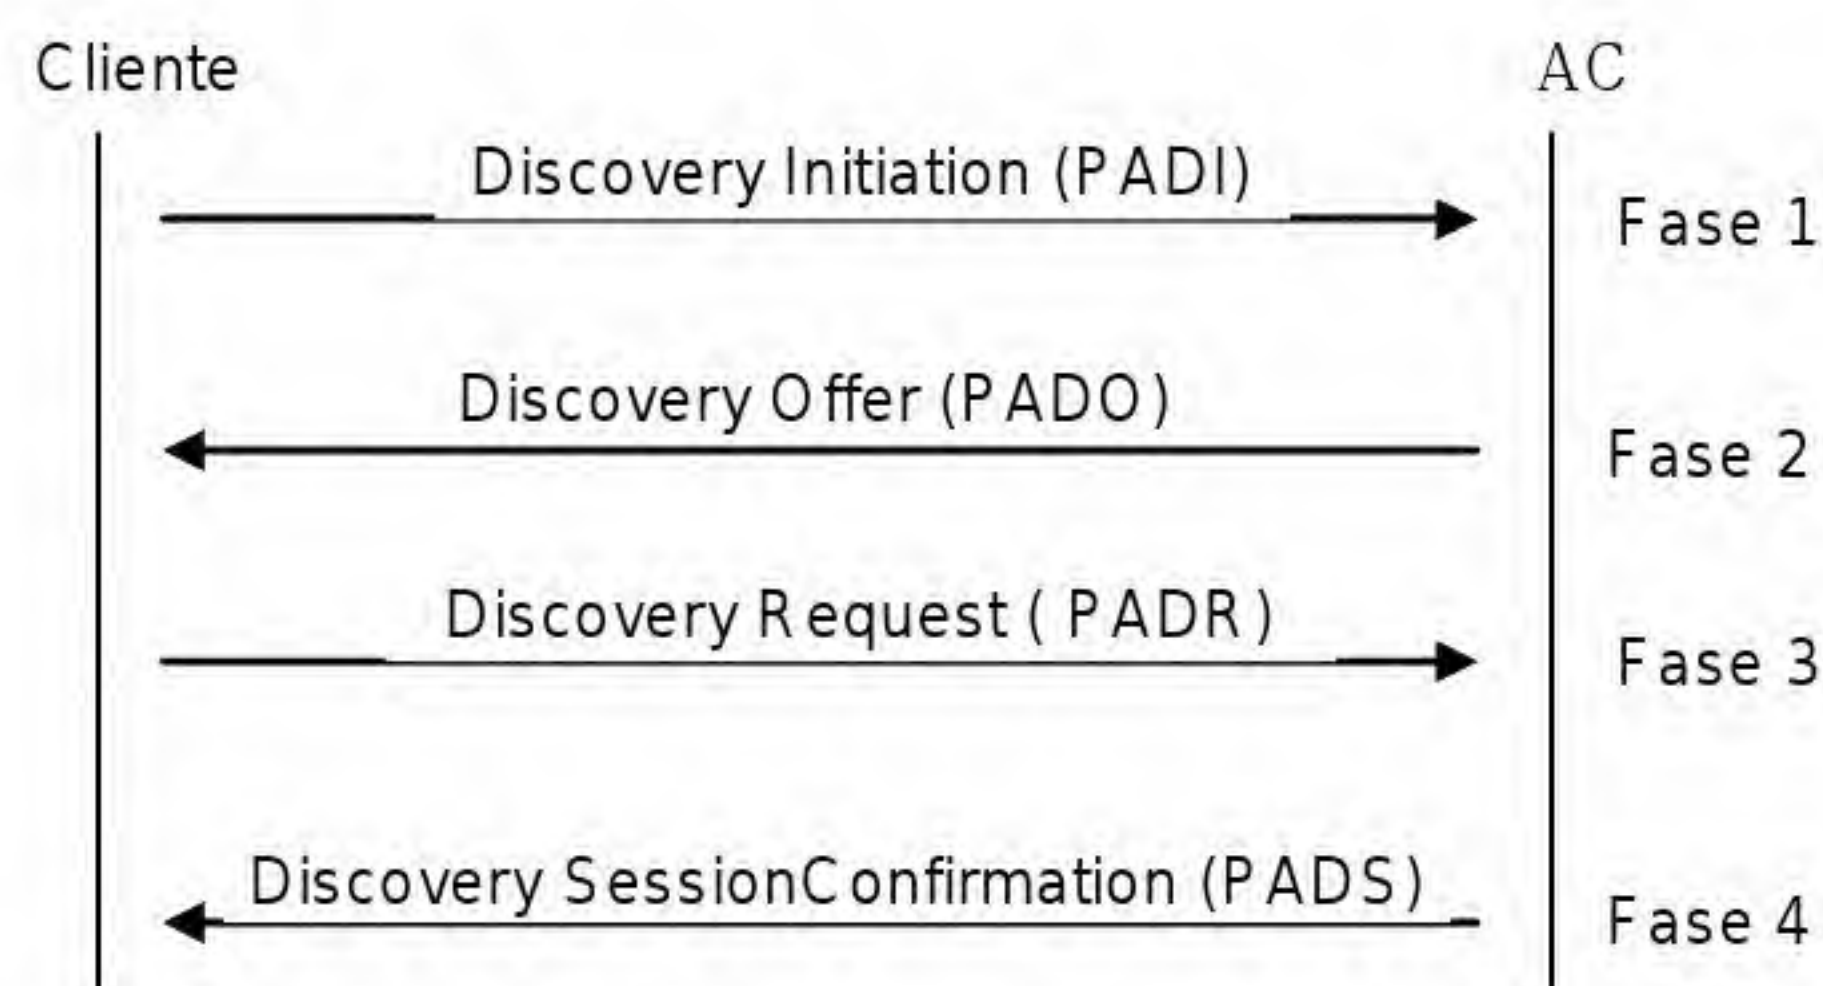 Cliente
AC
Discovery Initiation (PADI)
Fase 1
Discovery Offer (PADO)
Fase 2
Discovery Request ( PADR)
Fase 3
Discovery SessionConfirmation (PADS)
Fase 4